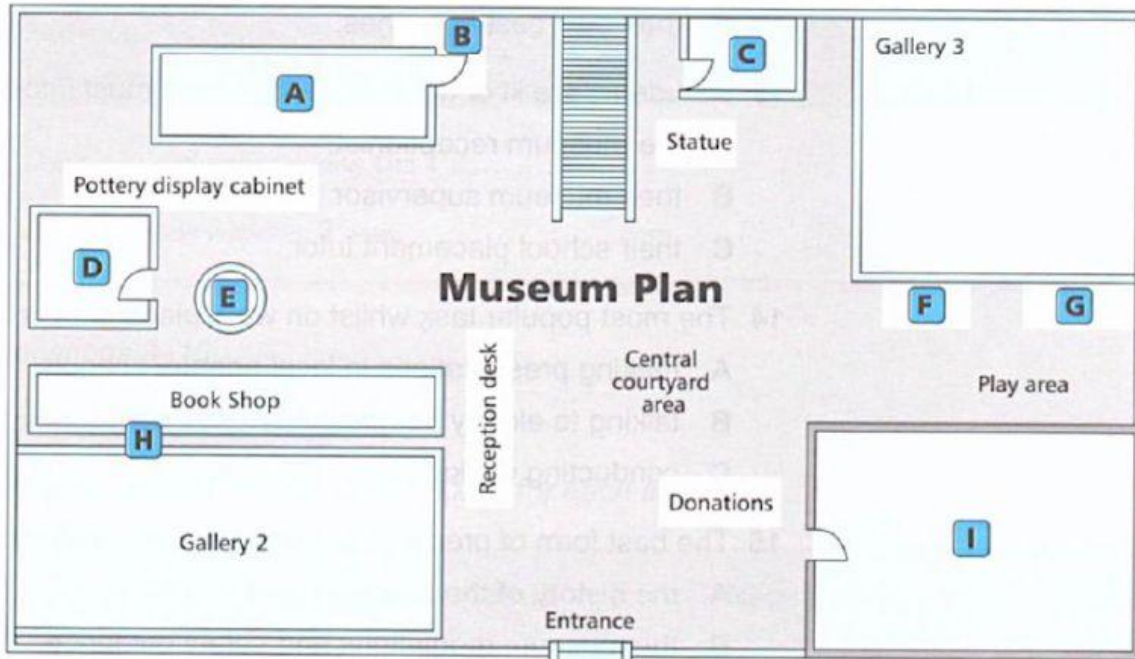 B
C
Gallery 3
A
Statue
Pottery display cabinet
D
E
Museum Plan
F
G
Reception desk
Central
courtyard
area
Play area
Book Shop
H
Donations
Gallery 2
I
Entrance